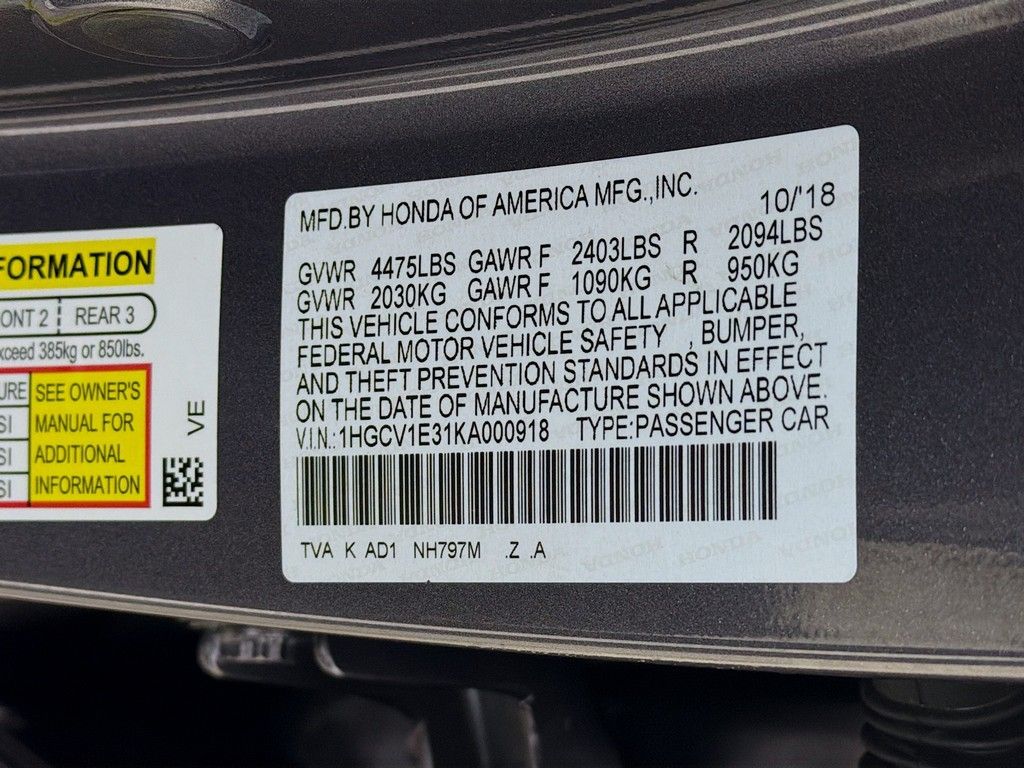 FORMATION
ONT 2 REAR 3
xceed 385kg or 850lbs.
URE SEE OWNER'S
SI MANUAL FOR
SI ADDITIONAL
SI INFORMATION
VE
MFD.BY HONDA OF AMERICA MFG.,INC. 10/'18
GVWR 4475LBS GAWR F 2403LBS R 2094LBS
GVWR 2030KG GAWR F 1090KG R 950KG
THIS VEHICLE CONFORMS TO ALL APPLICABLE
FEDERAL MOTOR VEHICLE SAFETY , BUMPER,
AND THEFT PREVENTION STANDARDS IN EFFECT
ON THE DATE OF MANUFACTURE SHOWN ABOVE.
V.I.N.:1HGCV1E31KA000918 TYPE:PASSENGER CAR
TVA K AD1 NH797M .Z .A